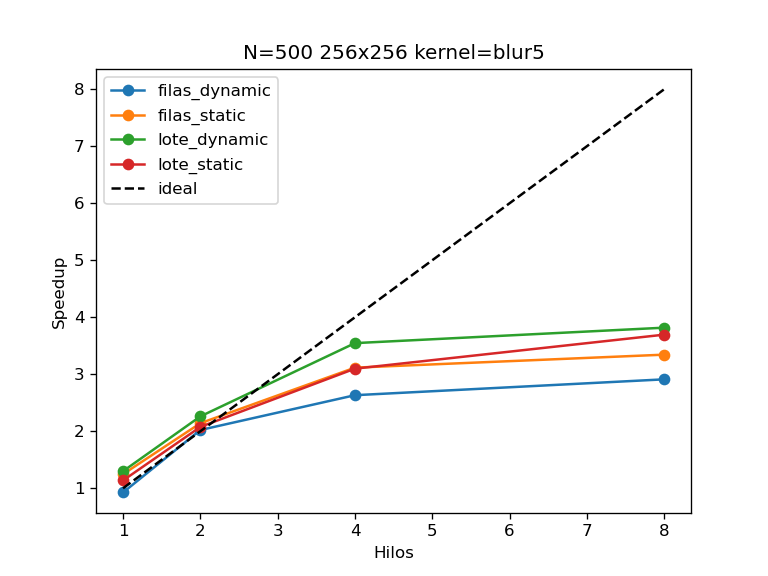 N=500 256x256 kernel=blur5
filas_dynamic
filas_static
lote_dynamic
lote_static
ideal
8
7
6
5
4
3
2
1
Speedup
1 2 3 4 5 6 7 8
Hilos